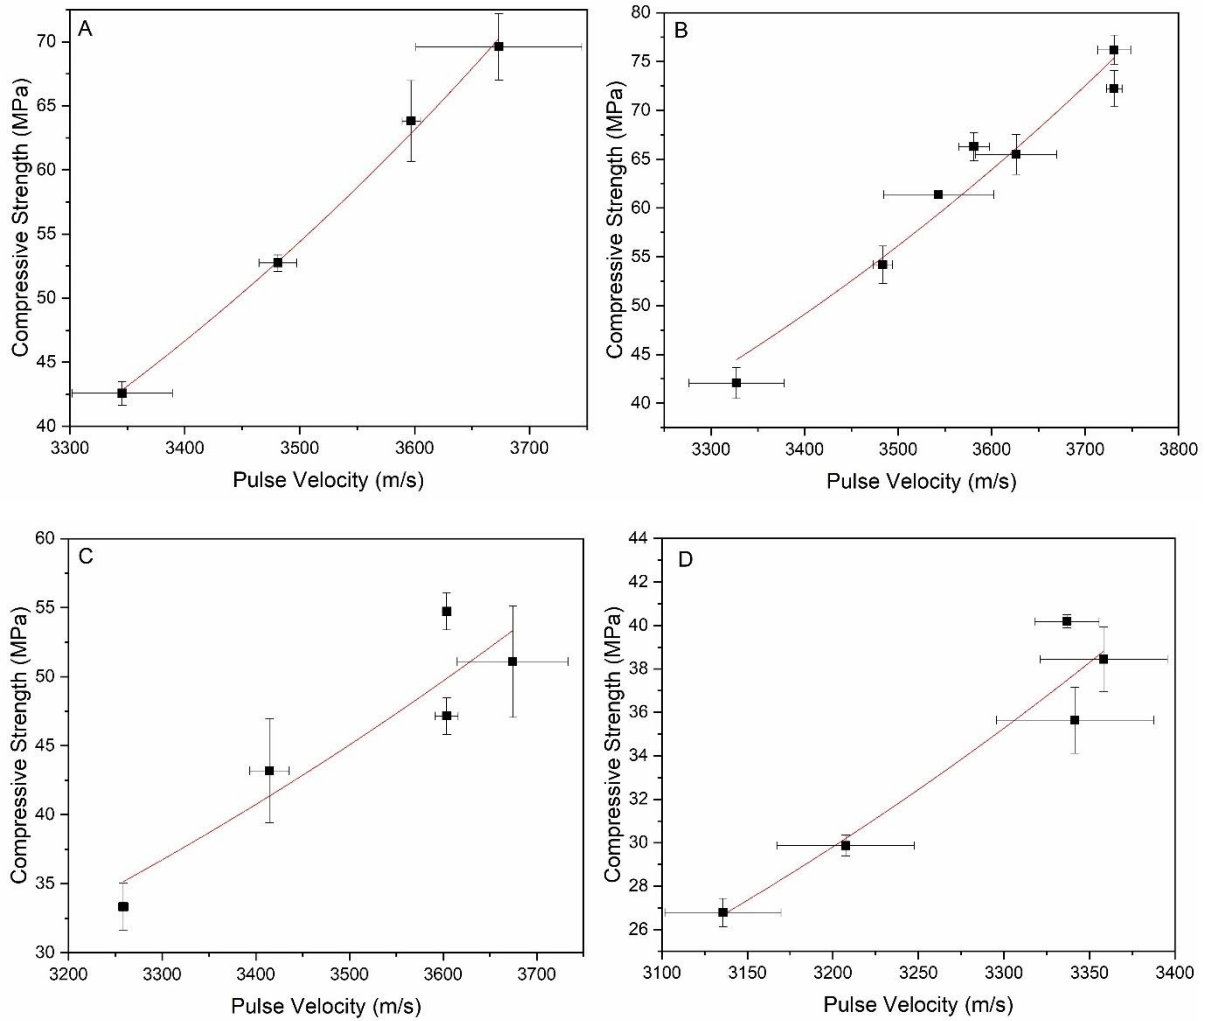 A
Compressive Strength (MPa)
70
65
60
55
50
45
40
3300 3400 3500 3600 3700
Pulse Velocity (m/s)
B
Compressive Strength (MPa)
80
75
70
65
60
55
50
45
40
3300 3400 3500 3600 3700 3800
Pulse Velocity (m/s)
C
Compressive Strength (MPa)
60
55
50
45
40
35
30
3200 3300 3400 3500 3600 3700
Pulse Velocity (m/s)
D
Compressive Strength (MPa)
44
42
40
38
36
34
32
30
28
26
3100 3150 3200 3250 3300 3350 3400
Pulse Velocity (m/s)